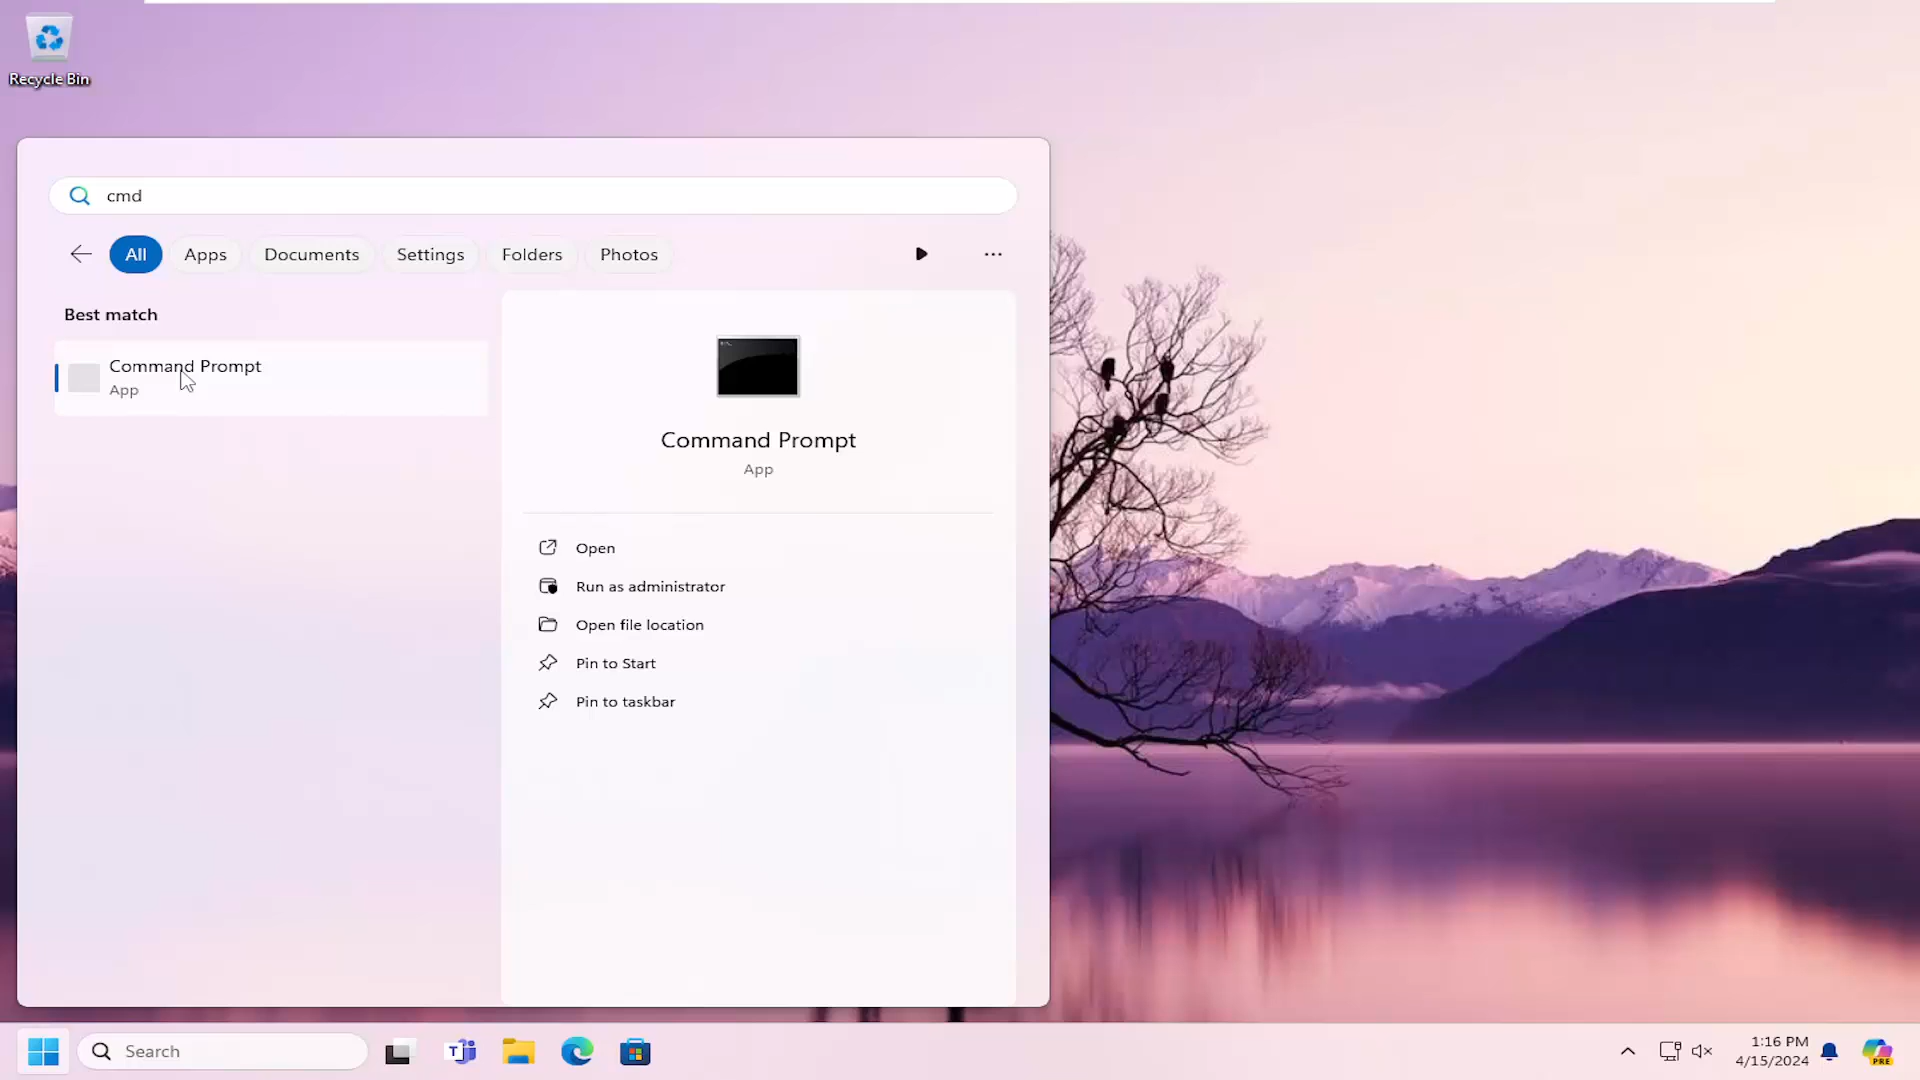 Recycle Bin
cmd
All
Apps
Documents
Settings
Folders
Photos
Best match
Command Prompt
App
Command Prompt
App
Open
Run as administrator
Open file location
Pin to Start
Pin to taskbar
Search
1:16 PM
4/15/2024
PRE